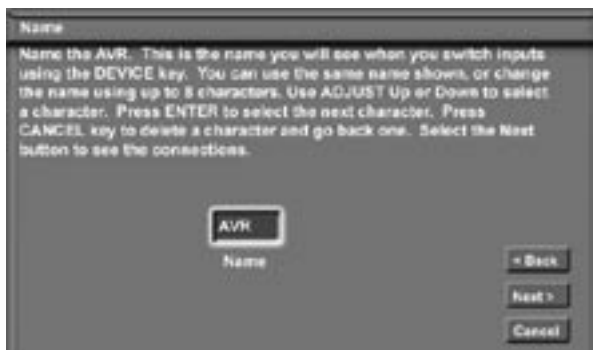 Name
Name the AVR. This is the name you will see when you switch inputs
using the DEVICE key. You can use the same name shown, or change
the name using up to 8 characters. Use ADJUST Up or Down to select
a character. Press ENTER to select the next character. Press
CANCEL key to delete a character and go back one. Select the Next
button to see the connections.
AVR
Name
< Back
Next >
Cancel